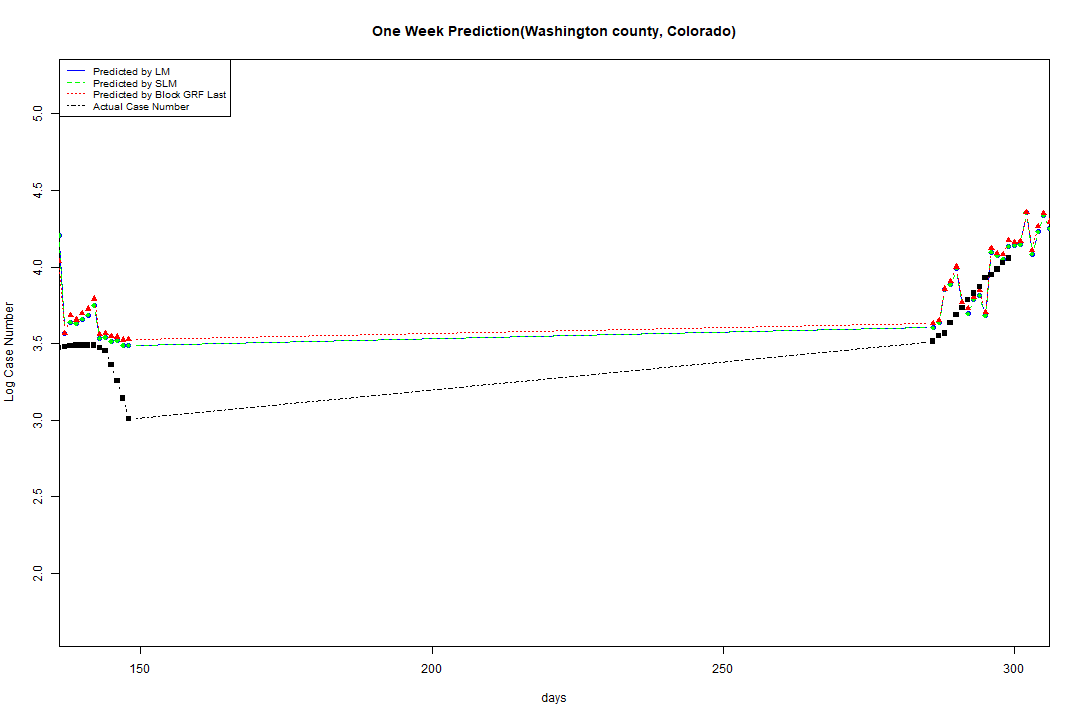 One Week Prediction(Washington county, Colorado)
Predicted by LM
Predicted by SLM
Predicted by Block GRF Last
Actual Case Number
5.0
4.5
4.0
3.5
3.0
2.5
2.0
Log Case Number
150 200 250 300
days